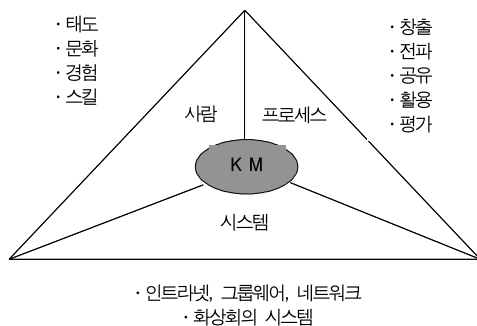 · 태도
· 문화
· 경험
· 스킬
· 창출
· 전파
· 공유
· 활용
· 평가
사람
프로세스
K M
시스템
· 인트라넷, 그룹웨어, 네트워크
· 화상회의 시스템